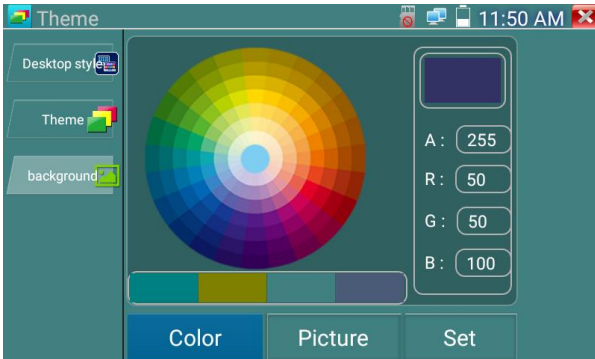 Theme
11:50 AM
Desktop style
Theme
background
A : 255
R : 50
G : 50
B : 100
Color
Picture
Set